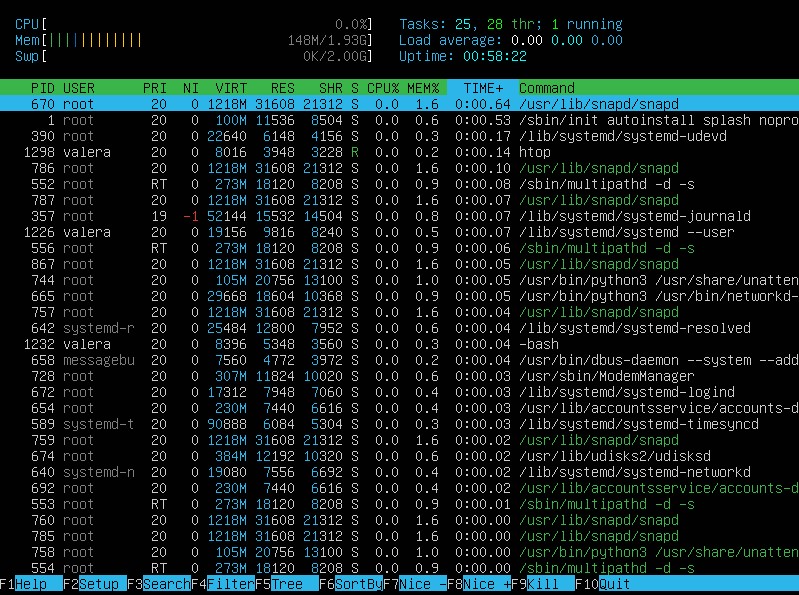 CPU[ 0.0%] Tasks: 25, 28 thr; 1 running
Mem[|||||||||||||| 148M/1.93G] Load average: 0.00 0.00 0.00
Swp[ 0K/2.00G] Uptime: 00:58:22
PID USER PRI NI VIRT RES SHR S CPU% MEM% TIME+ Command
670 root 20 0 1218M 31608 21312 S 0.0 1.6 0:00.64 /usr/lib/snapd/snapd
1 root 20 0 100M 11536 8504 S 0.0 0.6 0:00.53 /sbin/init autoinstall splash nopro
390 root 20 0 22640 6148 4156 S 0.0 0.3 0:00.17 /lib/systemd/systemd-udevd
1298 valera 20 0 8016 3948 3228 R 0.0 0.2 0:00.14 htop
786 root 20 0 1218M 31608 21312 S 0.0 1.6 0:00.10 /usr/lib/snapd/snapd
552 root RT 0 273M 18120 8208 S 0.0 0.9 0:00.08 /sbin/multipathd -d -s
787 root 20 0 1218M 31608 21312 S 0.0 1.6 0:00.07 /usr/lib/snapd/snapd
357 root 19 -1 52144 15532 14504 S 0.0 0.8 0:00.07 /lib/systemd/systemd-journald
1226 valera 20 0 19156 9816 8240 S 0.0 0.5 0:00.07 /lib/systemd/systemd --user
556 root RT 0 273M 18120 8208 S 0.0 0.9 0:00.06 /sbin/multipathd -d -s
867 root 20 0 1218M 31608 21312 S 0.0 1.6 0:00.05 /usr/lib/snapd/snapd
744 root 20 0 105M 20756 13100 S 0.0 1.0 0:00.05 /usr/bin/python3 /usr/share/unatten
665 root 20 0 29668 18604 10368 S 0.0 0.9 0:00.05 /usr/bin/python3 /usr/bin/networkd-
757 root 20 0 1218M 31608 21312 S 0.0 1.6 0:00.04 /usr/lib/snapd/snapd
642 systemd-r 20 0 25484 12800 7952 S 0.0 0.6 0:00.04 /lib/systemd/systemd-resolved
1232 valera 20 0 8396 5348 3560 S 0.0 0.3 0:00.04 -bash
658 messagebu 20 0 7560 4772 3972 S 0.0 0.2 0:00.04 /usr/bin/dbus-daemon --system --add
728 root 20 0 307M 11824 10020 S 0.0 0.6 0:00.03 /usr/sbin/ModemManager
672 root 20 0 17312 7948 7060 S 0.0 0.4 0:00.03 /lib/systemd/systemd-logind
654 root 20 0 230M 7440 6616 S 0.0 0.4 0:00.03 /usr/lib/accountsservice/accounts-d
589 systemd-t 20 0 90888 6084 5304 S 0.0 0.3 0:00.03 /lib/systemd/systemd-timesyncd
759 root 20 0 1218M 31608 21312 S 0.0 1.6 0:00.02 /usr/lib/snapd/snapd
674 root 20 0 384M 12192 10320 S 0.0 0.6 0:00.02 /usr/lib/udisks2/udisksd
640 systemd-n 20 0 19080 7556 6692 S 0.0 0.4 0:00.02 /lib/systemd/systemd-networkd
692 root 20 0 230M 7440 6616 S 0.0 0.4 0:00.02 /usr/lib/accountsservice/accounts-d
553 root RT 0 273M 18120 8208 S 0.0 0.9 0:00.01 /sbin/multipathd -d -s
760 root 20 0 1218M 31608 21312 S 0.0 1.6 0:00.00 /usr/lib/snapd/snapd
785 root 20 0 1218M 31608 21312 S 0.0 1.6 0:00.00 /usr/lib/snapd/snapd
758 root 20 0 105M 20756 13100 S 0.0 1.0 0:00.00 /usr/bin/python3 /usr/share/unatten
554 root RT 0 273M 18120 8208 S 0.0 0.9 0:00.00 /sbin/multipathd -d -s
F1Help F2Setup F3SearchF4FilterF5Tree F6SortByF7Nice -F8Nice +F9Kill F10Quit